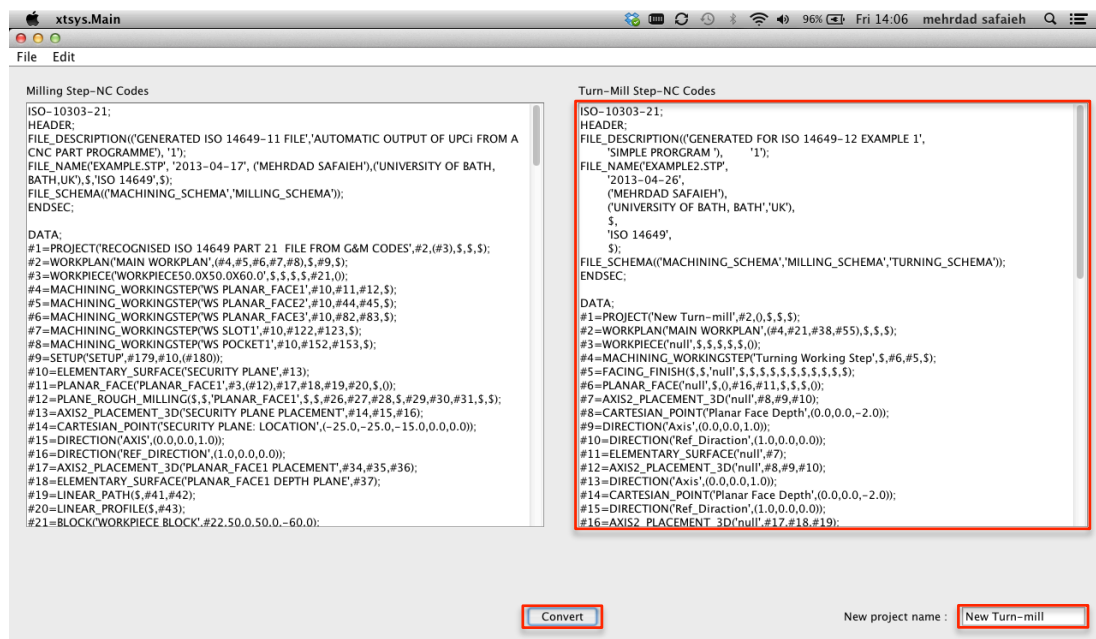 xtsys.Main
96%
Fri 14:06
mehrdad safaieh
File Edit
Milling Step-NC Codes
ISO-10303-21;
HEADER;
FILE_DESCRIPTION(('GENERATED ISO 14649-11 FILE','AUTOMATIC OUTPUT OF UPCi FROM A
CNC PART PROGRAMME'), '1');
FILE_NAME('EXAMPLE.STP', '2013-04-17', ('MEHRDAD SAFAIEH'),('UNIVERSITY OF BATH,
BATH,UK'),$,'ISO 14649',$);
FILE_SCHEMA(('MACHINING_SCHEMA','MILLING_SCHEMA'));
ENDSEC;
DATA;
#1=PROJECT('RECOGNISED ISO 14649 PART 21  FILE FROM G&M CODES',#2,(#3),$,$,$);
#2=WORKPLAN('MAIN WORKPLAN',(#4,#5,#6,#7,#8),$,#9,$);
#3=WORKPIECE('WORKPIECE50.0X50.0X60.0',$,$,$,$,#21,());
#4=MACHINING_WORKINGSTEP('WS PLANAR_FACE1',#10,#11,#12,$);
#5=MACHINING_WORKINGSTEP('WS PLANAR_FACE2',#10,#44,#45,$);
#6=MACHINING_WORKINGSTEP('WS PLANAR_FACE3',#10,#82,#83,$);
#7=MACHINING_WORKINGSTEP('WS SLOT1',#10,#122,#123,$);
#8=MACHINING_WORKINGSTEP('WS POCKET1',#10,#152,#153,$);
#9=SETUP('SETUP',#179,#10,(#180));
#10=ELEMENTARY_SURFACE('SECURITY PLANE',#13);
#11=PLANAR_FACE('PLANAR_FACE1',#3,(#12),#17,#18,#19,#20,$,());
#12=PLANE_ROUGH_MILLING($,$,'PLANAR_FACE1',$,$,#26,#27,#28,$,#29,#30,#31,$,$);
#13=AXIS2_PLACEMENT_3D('SECURITY PLANE PLACEMENT',#14,#15,#16);
#14=CARTESIAN_POINT('SECURITY PLANE: LOCATION',(-25.0,-25.0,-15.0,0.0,0.0));
#15=DIRECTION('AXIS',(0.0,0.0,1.0));
#16=DIRECTION('REF_DIRECTION',(1.0,0.0,0.0));
#17=AXIS2_PLACEMENT_3D('PLANAR_FACE1 PLACEMENT',#34,#35,#36);
#18=ELEMENTARY_SURFACE('PLANAR_FACE1 DEPTH PLANE',#37);
#19=LINEAR_PATH($,#41,#42);
#20=LINEAR_PROFILE($,#43);
#21=BLOCK('WORKPIECE BLOCK',#22,50.0,50.0,-60.0);
Turn-Mill Step-NC Codes
ISO-10303-21;
HEADER;
FILE_DESCRIPTION(('GENERATED FOR ISO 14649-12 EXAMPLE 1',
'SIMPLE PRORGRAM '), '1');
FILE_NAME('EXAMPLE2.STP',
'2013-04-26',
('MEHRDAD SAFAIEH'),
('UNIVERSITY OF BATH, BATH','UK'),
$,
'ISO 14649',
$);
FILE_SCHEMA(('MACHINING_SCHEMA','MILLING_SCHEMA','TURNING_SCHEMA'));
ENDSEC;
DATA;
#1=PROJECT('New Turn-mill',#2,(),$,$,$);
#2=WORKPLAN('MAIN WORKPLAN',(#4,#21,#38,#55),$,$,$);
#3=WORKPIECE('null',$,$,$,$,$,());
#4=MACHINING_WORKINGSTEP('Turning Working Step',$,#6,#5,$);
#5=FACING_FINISH($,$,'null',$,$,$,$,$,$,$,$,$,$,$);
#6=PLANAR_FACE('null',$,(),#16,#11,$,$,$,());
#7=AXIS2_PLACEMENT_3D('null',#8,#9,#10);
#8=CARTESIAN_POINT('Planar Face Depth',(0.0,0.0,-2.0));
#9=DIRECTION('Axis',(0.0,0.0,1.0));
#10=DIRECTION('Ref_Diraction',(1.0,0.0,0.0));
#11=ELEMENTARY_SURFACE('null',#7);
#12=AXIS2_PLACEMENT_3D('null',#8,#9,#10);
#13=DIRECTION('Axis',(0.0,0.0,1.0));
#14=CARTESIAN_POINT('Planar Face Depth',(0.0,0.0,-2.0));
#15=DIRECTION('Ref_Diraction',(1.0,0.0,0.0));
#16=AXIS2_PLACEMENT_3D('null',#17,#18,#19);
Convert
New project name :
New Turn-mill